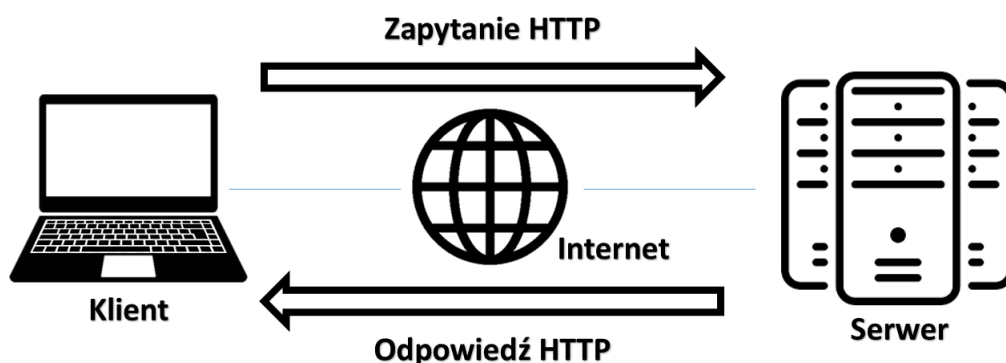 Zapytanie HTTP
Internet
Klient
Serwer
Odpowiedź HTTP